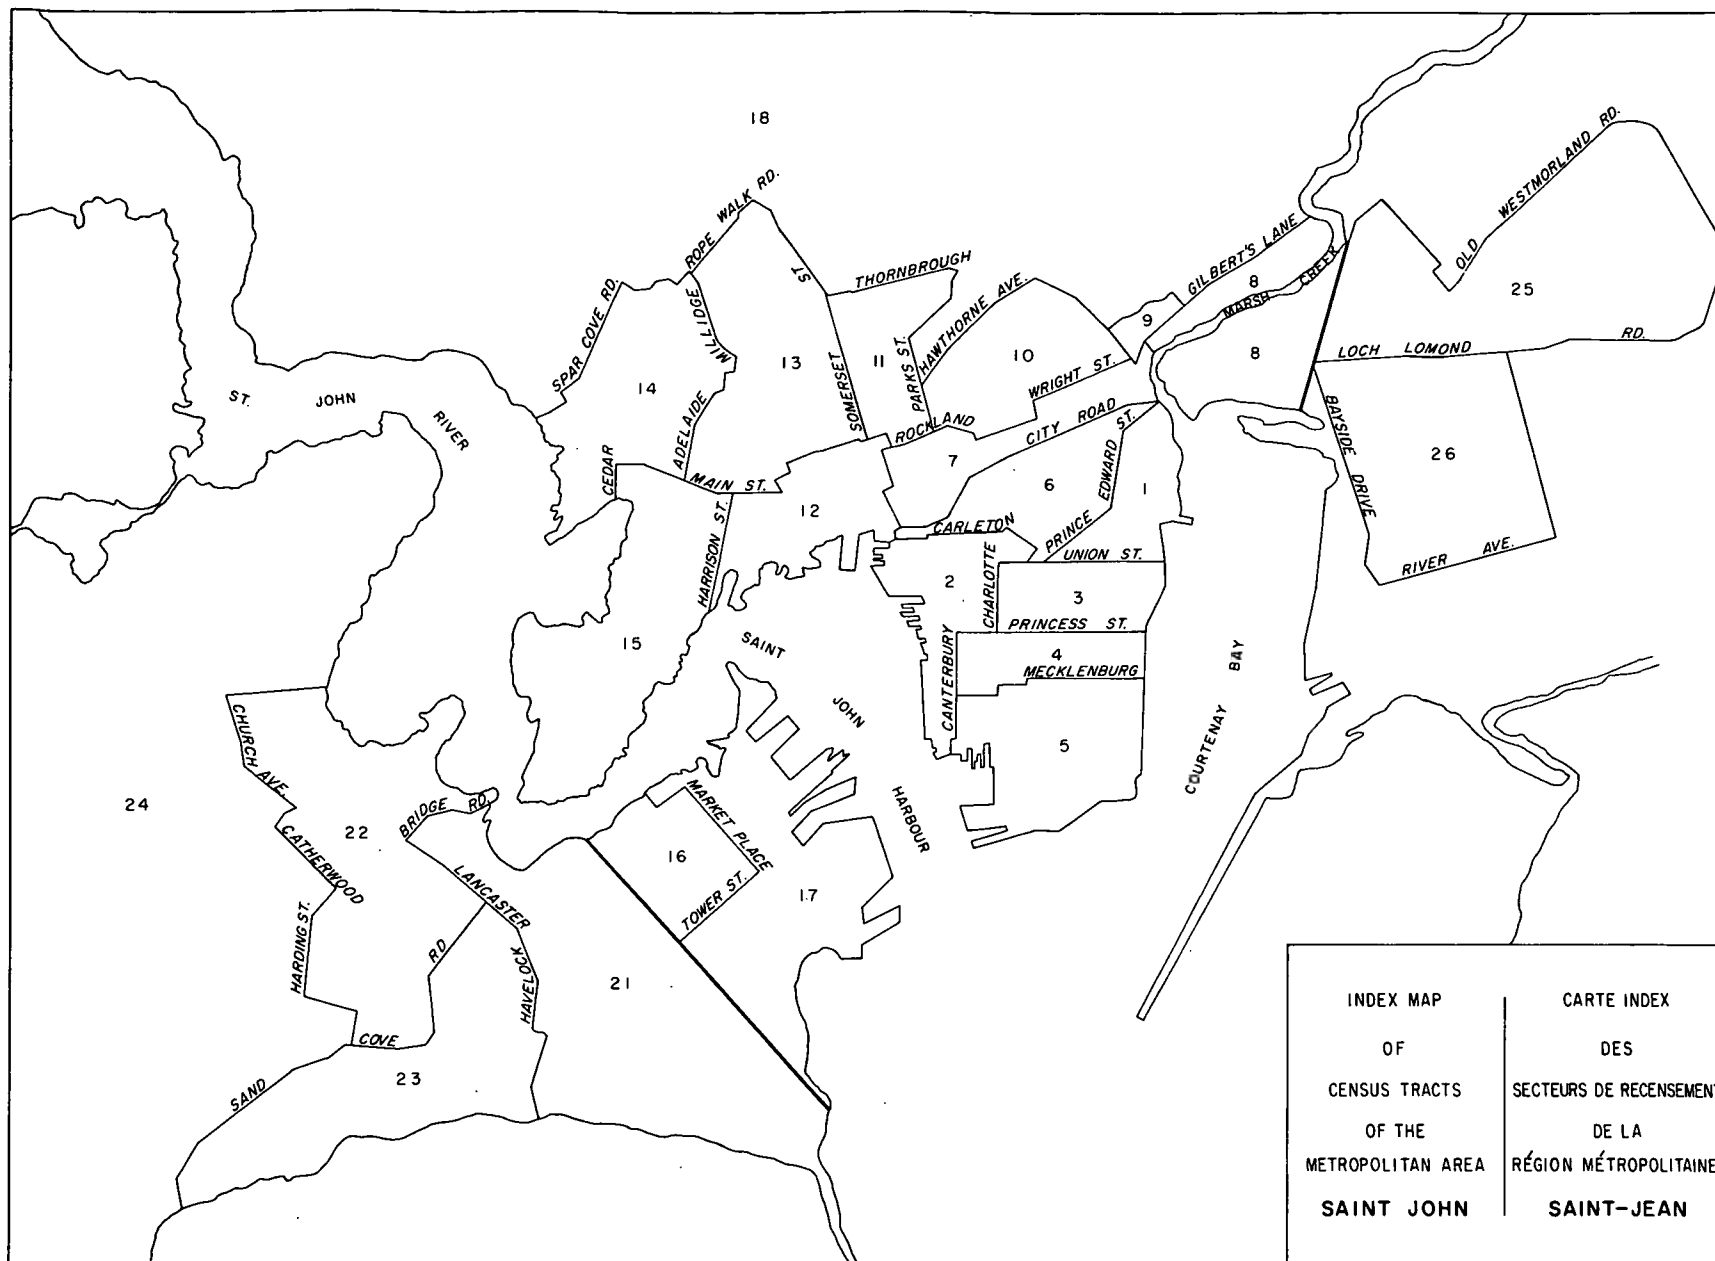 18
ROPE WALK RD.
OLD WESTMORLAND RD.
THORNBROUGH
ST
GILBERT'S LANE
8
MARSH CREEK
25
SPAR COVE RD.
MILLIDGE
HAWTHORNE AVE.
9
13
11
10
8
LOCH LOMOND RD.
14
SOMERSET
PARKS ST.
WRIGHT ST.
ST. JOHN RIVER
ADELAIDE
ROCKLAND
CITY ROAD
BAYSIDE DRIVE
CEDAR
MAIN ST.
7
PRINCE EDWARD ST.
26
12
6
1
HARRISON ST.
CARLETON
UNION ST.
RIVER AVE.
2
CHARLOTTE
3
PRINCESS ST.
15
SAINT JOHN HARBOUR
CANTERBURY
4
MECKLENBURG
COURTENAY BAY
5
CHURCH AVE.
24
22
BRIDGE RD.
MARKET PLACE
CATHERWOOD
16
LANCASTER
TOWER ST.
17
HARDING ST.
HAVELOCK
21
SAND COVE RD
23
INDEX MAP
OF
CENSUS TRACTS
OF THE
METROPOLITAN AREA
SAINT JOHN
CARTE INDEX
DES
SECTEURS DE RECENSEMENT
DE LA
RÉGION MÉTROPOLITAINE
SAINT-JEAN